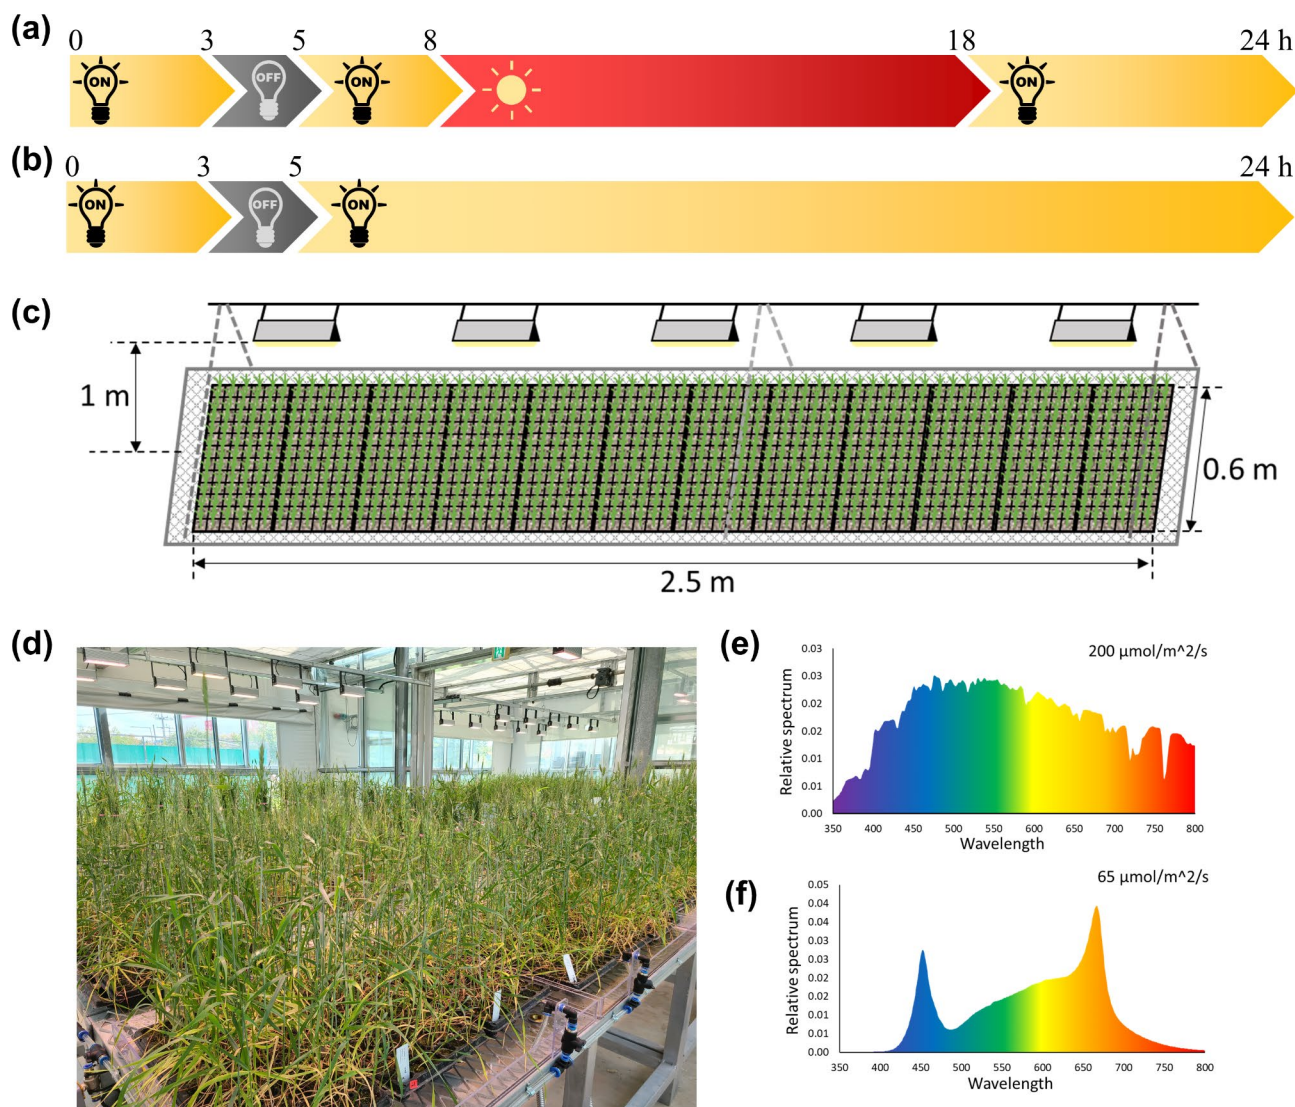 (a)
0 3 5 8 18 24 h
ON OFF ON ON
(b)
0 3 5 24 h
ON OFF ON
(c)
1 m
0.6 m
2.5 m
(d)
(e)
200 μmol/m^2/s
Relative spectrum
0.03
0.03
0.02
0.02
0.01
0.01
0.00
350 400 450 500 550 600 650 700 750 800
Wavelength
(f)
65 μmol/m^2/s
Relative spectrum
0.05
0.04
0.04
0.03
0.03
0.02
0.02
0.01
0.01
0.00
400 450 500 550 600 650 700 750 800
Wavelength